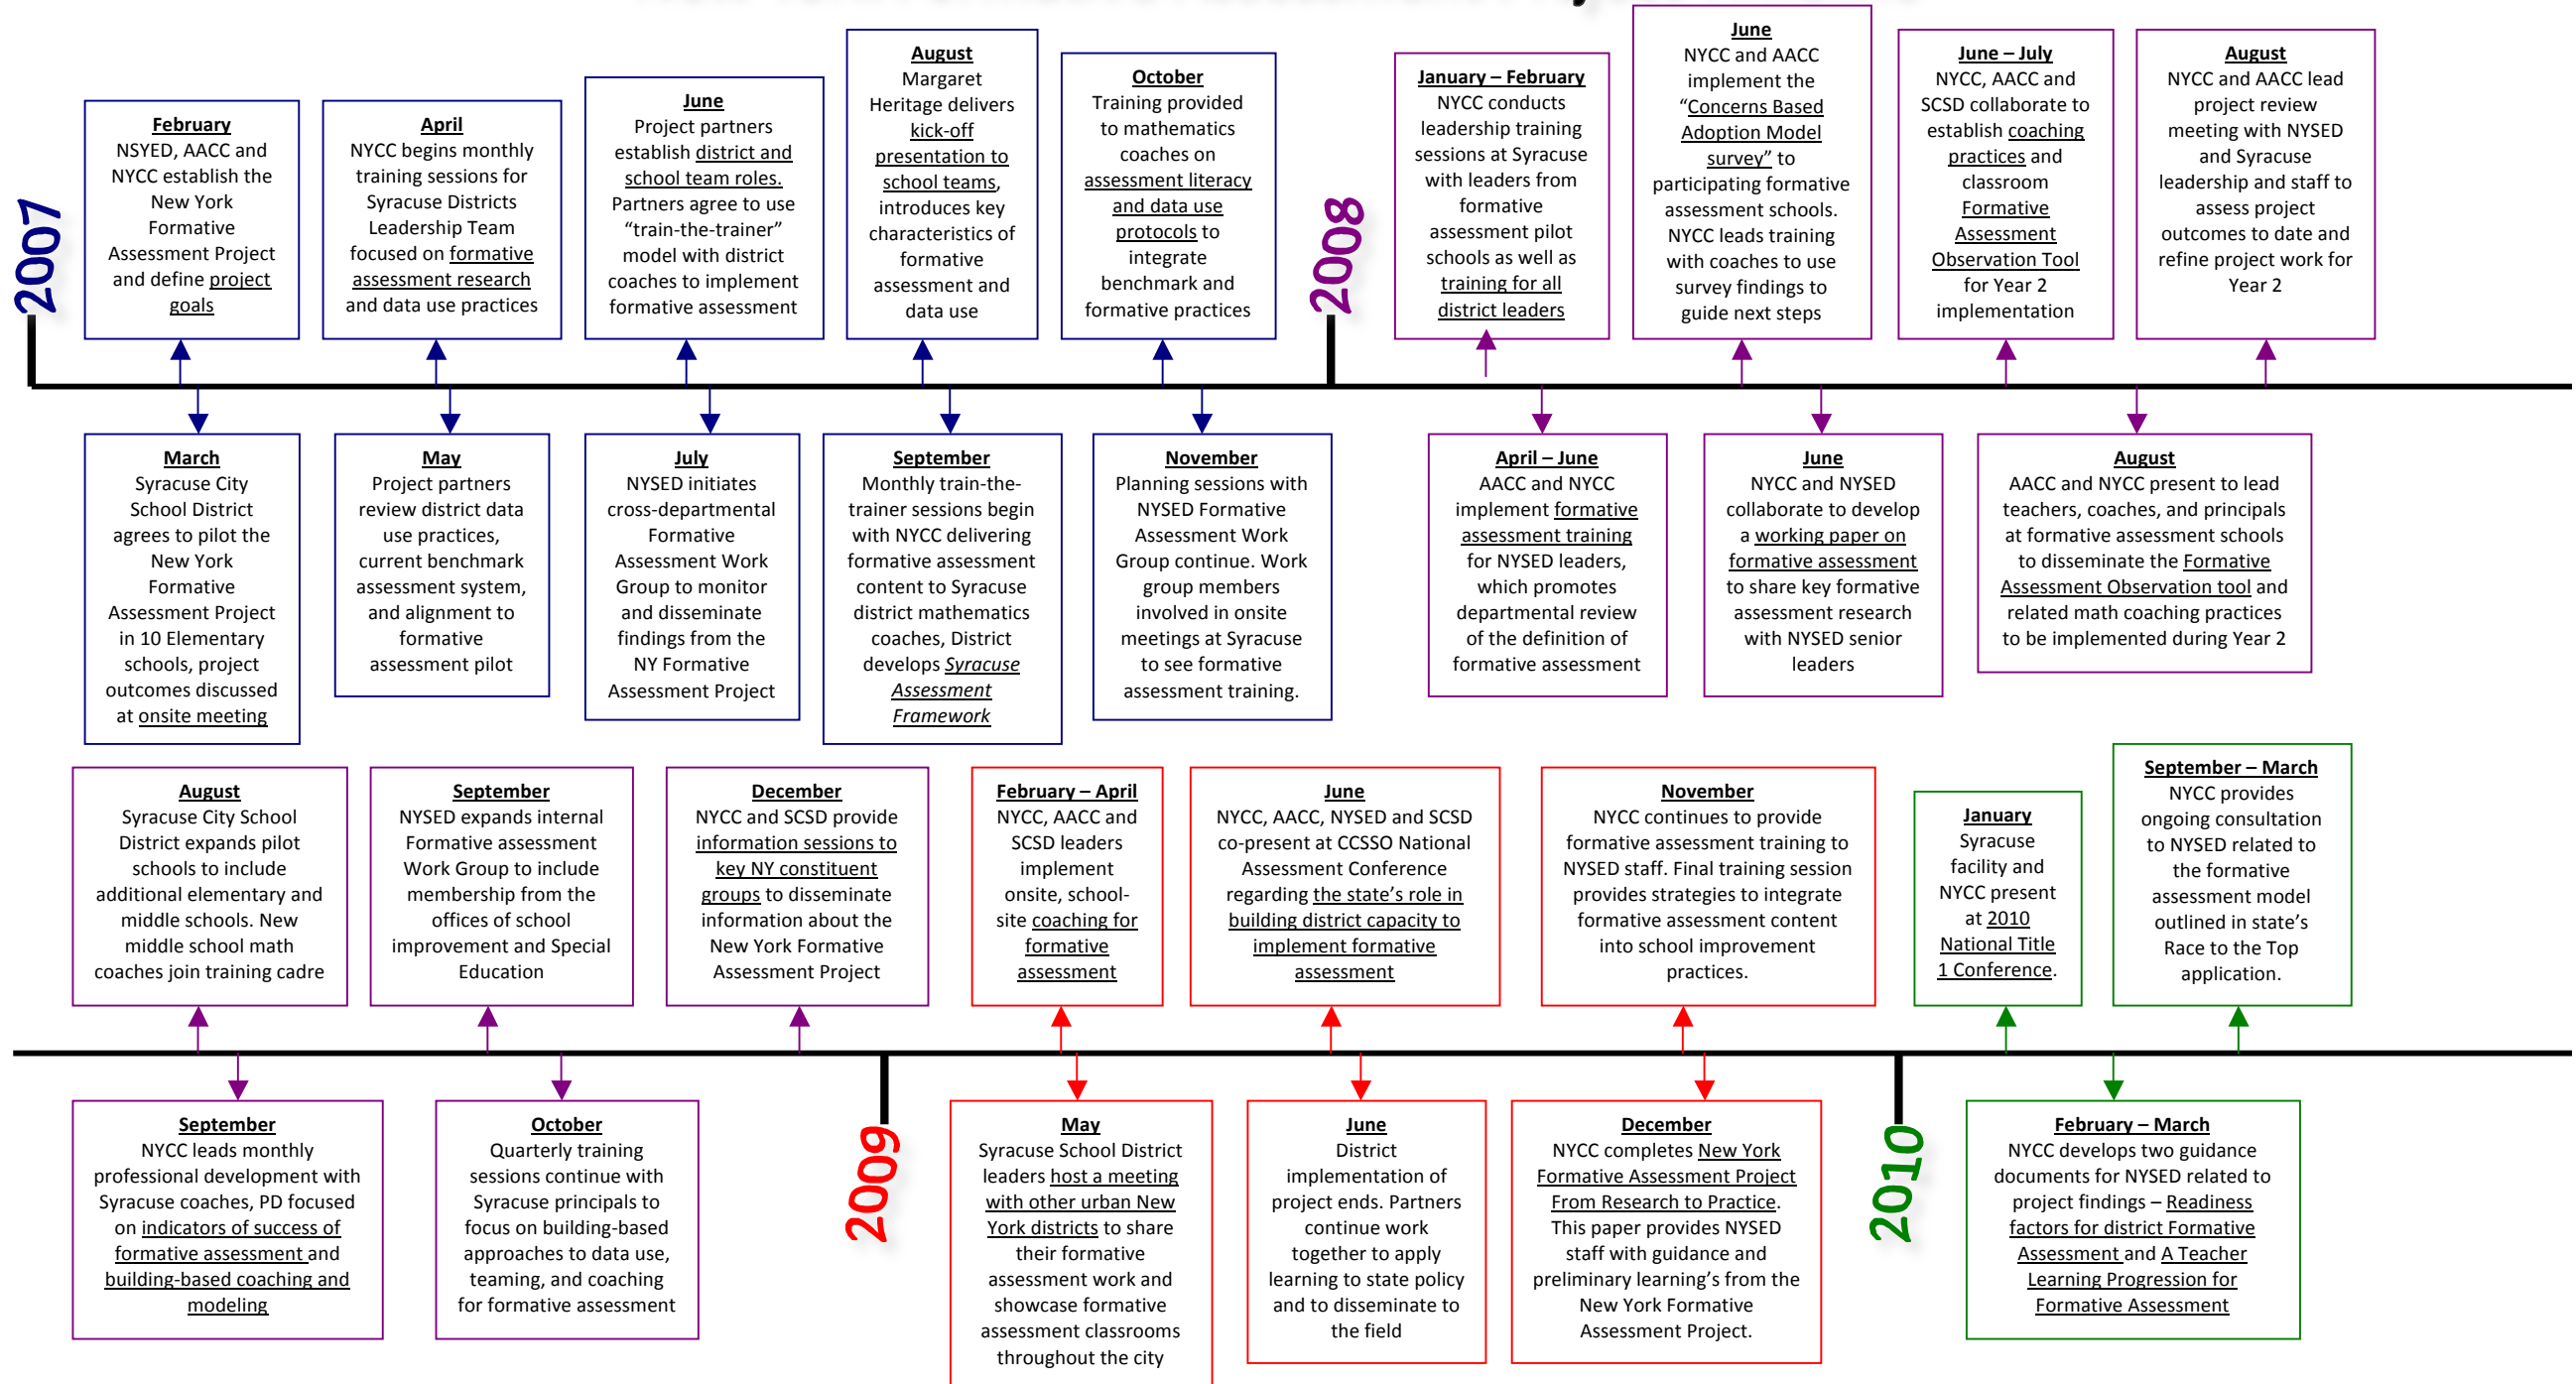 2007
February
NSYED, AACC and
NYCC establish the
New York
Formative
Assessment Project
and define project
goals
April
NYCC begins monthly
training sessions for
Syracuse Districts
Leadership Team
focused on formative
assessment research
and data use practices
June
Project partners
establish district and
school team roles.
Partners agree to use
“train-the-trainer”
model with district
coaches to implement
formative assessment
August
Margaret
Heritage delivers
kick-off
presentation to
school teams,
introduces key
characteristics of
formative
assessment and
data use
October
Training provided
to mathematics
coaches on
assessment literacy
and data use
protocols to
integrate
benchmark and
formative practices
2008
January – February
NYCC conducts
leadership training
sessions at Syracuse
with leaders from
formative
assessment pilot
schools as well as
training for all
district leaders
June
NYCC and AACC
implement the
“Concerns Based
Adoption Model
survey” to
participating formative
assessment schools.
NYCC leads training
with coaches to use
survey findings to
guide next steps
June – July
NYCC, AACC and
SCSD collaborate to
establish coaching
practices and
classroom
Formative
Assessment
Observation Tool
for Year 2
implementation
August
NYCC and AACC lead
project review
meeting with NYSED
and Syracuse
leadership and staff to
assess project
outcomes to date and
refine project work for
Year 2
March
Syracuse City
School District
agrees to pilot the
New York
Formative
Assessment Project
in 10 Elementary
schools, project
outcomes discussed
at onsite meeting
May
Project partners
review district data
use practices,
current benchmark
assessment system,
and alignment to
formative
assessment pilot
July
NYSED initiates
cross-departmental
Formative
Assessment Work
Group to monitor
and disseminate
findings from the
NY Formative
Assessment Project
September
Monthly train-the-
trainer sessions begin
with NYCC delivering
formative assessment
content to Syracuse
district mathematics
coaches, District
develops Syracuse
Assessment
Framework
November
Planning sessions with
NYSED Formative
Assessment Work
Group continue. Work
group members
involved in onsite
meetings at Syracuse
to see formative
assessment training.
April – June
AACC and NYCC
implement formative
assessment training
for NYSED leaders,
which promotes
departmental review
of the definition of
formative assessment
June
NYCC and NYSED
collaborate to develop
a working paper on
formative assessment
to share key formative
assessment research
with NYSED senior
leaders
August
AACC and NYCC present to lead
teachers, coaches, and principals
at formative assessment schools
to disseminate the Formative
Assessment Observation tool and
related math coaching practices
to be implemented during Year 2
August
Syracuse City School
District expands pilot
schools to include
additional elementary and
middle schools. New
middle school math
coaches join training cadre
September
NYSED expands internal
Formative assessment
Work Group to include
membership from the
offices of school
improvement and Special
Education
December
NYCC and SCSD provide
information sessions to
key NY constituent
groups to disseminate
information about the
New York Formative
Assessment Project
February – April
NYCC, AACC and
SCSD leaders
implement
onsite, school-
site coaching for
formative
assessment
June
NYCC, AACC, NYSED and SCSD
co-present at CCSSO National
Assessment Conference
regarding the state’s role in
building district capacity to
implement formative
assessment
November
NYCC continues to provide
formative assessment training to
NYSED staff. Final training session
provides strategies to integrate
formative assessment content
into school improvement
practices.
January
Syracuse
facility and
NYCC present
at 2010
National Title
1 Conference.
September – March
NYCC provides
ongoing consultation
to NYSED related to
the formative
assessment model
outlined in state’s
Race to the Top
application.
September
NYCC leads monthly
professional development with
Syracuse coaches, PD focused
on indicators of success of
formative assessment and
building-based coaching and
modeling
October
Quarterly training
sessions continue with
Syracuse principals to
focus on building-based
approaches to data use,
teaming, and coaching
for formative assessment
2009
May
Syracuse School District
leaders host a meeting
with other urban New
York districts to share
their formative
assessment work and
showcase formative
assessment classrooms
throughout the city
June
District
implementation of
project ends. Partners
continue work
together to apply
learning to state policy
and to disseminate to
the field
December
NYCC completes New York
Formative Assessment Project
From Research to Practice.
This paper provides NYSED
staff with guidance and
preliminary learning’s from the
New York Formative
Assessment Project.
2010
February – March
NYCC develops two guidance
documents for NYSED related to
project findings – Readiness
factors for district Formative
Assessment and A Teacher
Learning Progression for
Formative Assessment